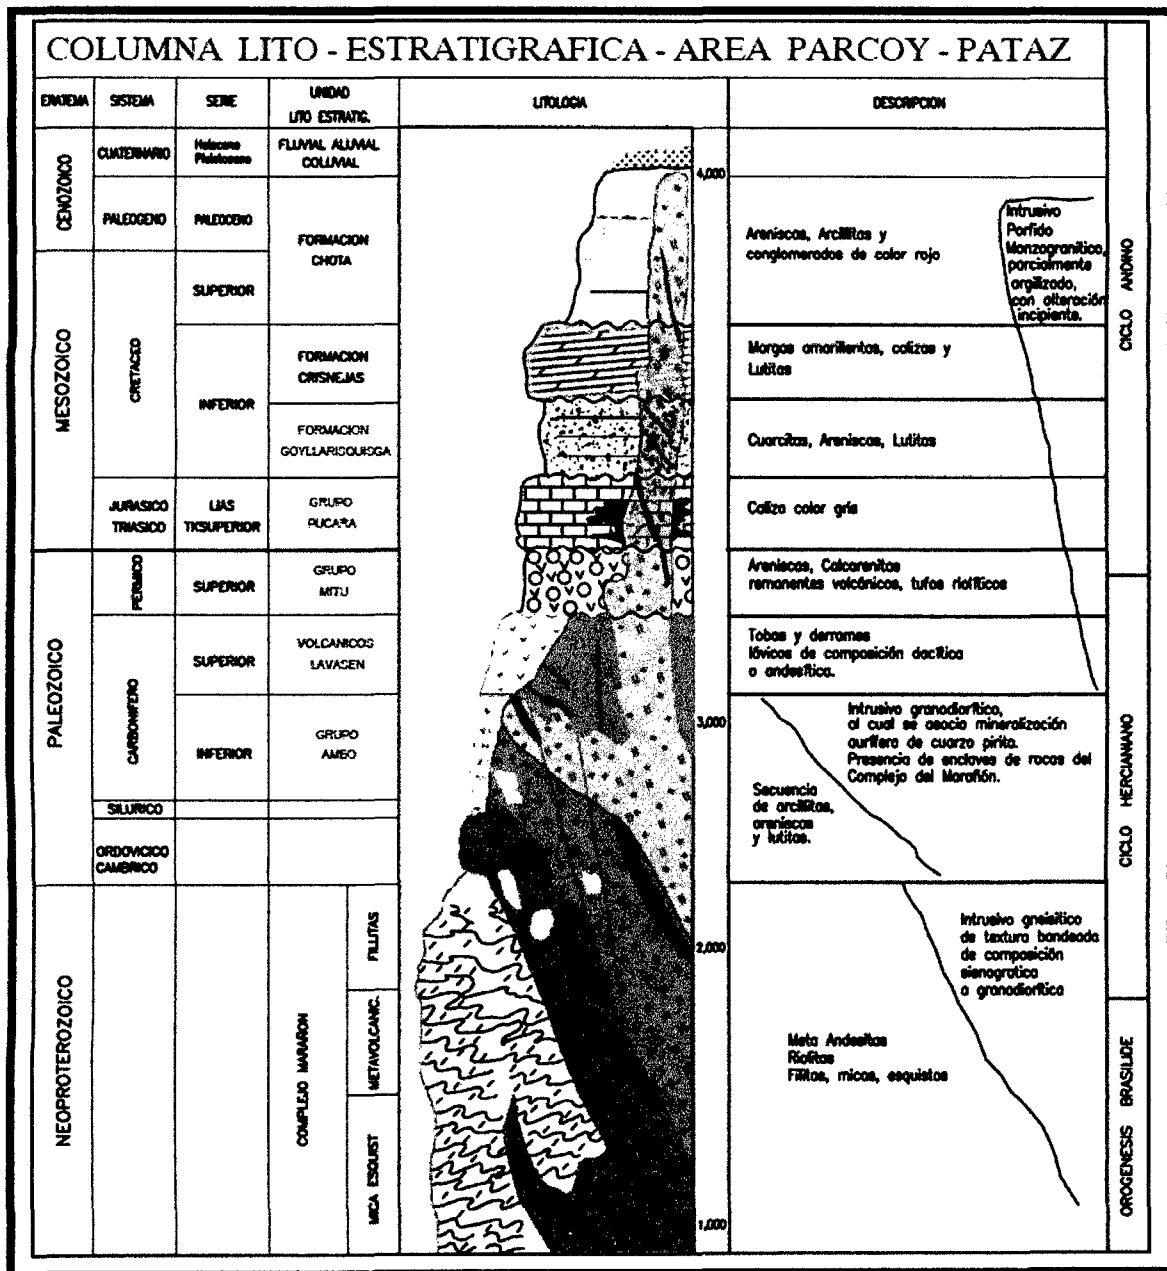 COLUMNA LITO - ESTRATIGRAFICA - AREA PARCOY - PATAZ
ERATEMA SISTEMA SERIE UNIDAD LITO ESTRATIG. LITOLOGIA DESCRIPCION
CENOZOICO
CUATERNARIO
Holoceno
Pleistoceno
FLUVIAL ALUVIAL
COLUVIAL
PALEOGENO
PALEOCENO
FORMACION
CHOTA
Areniscas, Arcillitas y
conglomerados de color rojo
Intrusivo
Porfido
Monzogranitico,
parcialmente
argilizado,
con alteración
incipiente.
MESOZOICO
CRETACEO
SUPERIOR
INFERIOR
FORMACION
CRISNEJAS
Margas amarillentas, calizas y
Lutitas
FORMACION
GOYLLARISQUISGA
Cuarcitas, Areniscas, Lutitas
JURASICO
TRIASICO
LIAS
TKSUPERIOR
GRUPO
PUCARA
Caliza color gris
PALEOZOICO
PERMICO
SUPERIOR
GRUPO
MITU
Areniscas, Calcarenitas
remanentes volcánicos, tufos riolíticos
CARBONIFERO
SUPERIOR
VOLCANICOS
LAVASEN
Tobas y derrames
lávicos de composición dacítica
a andesítica.
INFERIOR
GRUPO
AMBO
Intrusivo granodiorítico,
al cual se asocia mineralización
aurífera de cuarzo pirita.
Presencia de enclaves de rocas del
Complejo del Marañón.
Secuencia
de arcillitas,
areniscas
y lutitas.
SILURICO
ORDOVICICO
CAMBRICO
NEOPROTEROZOICO
COMPLEJO MARAÑON
FILLITAS
METAVOLCANIC.
MICA ESQUIST
Intrusivo gneisítico
de textura bandeada
de composición
sienogratica
a granodiorítica
Meta Andesitas
Riolitas
Filitas, micas, esquistos
4,000
3,000
2,000
1,000
CICLO ANDINO
CICLO HERCIANIANO
OROGENESIS BRASILIDE